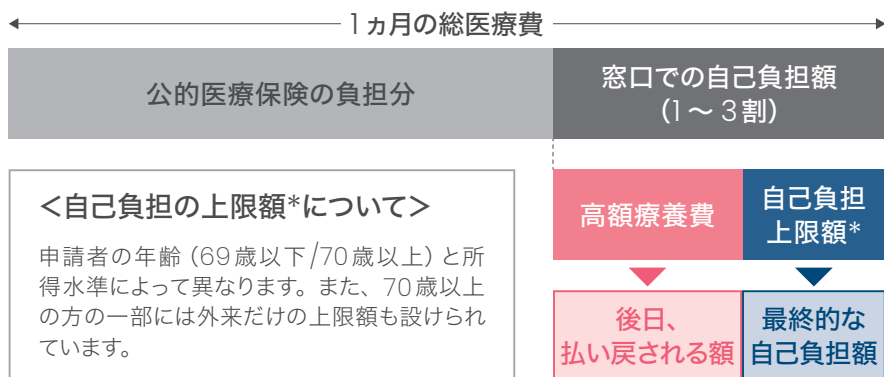 1ヵ月の総医療費
公的医療保険の負担分
窓口での自己負担額
（1～3割）
＜自己負担の上限額*について＞
申請者の年齢（69歳以下/70歳以上）と所
得水準によって異なります。また、70歳以上
の方の一部には外来だけの上限額も設けられ
ています。
高額療養費
自己負担
上限額*
後日、
払い戻される額
最終的な
自己負担額